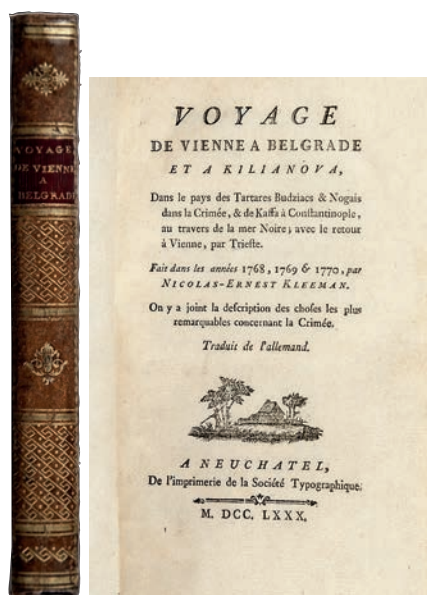 VOYAGE
DE VIENNE
A
BELGRADE
VOYAGE
DE VIENNE A BELGRADE
ET A KILIANOVA,
Dans le pays des Tartares Budziacs & Nogais
dans la Crimée, & de Kaffa à Conſtantinople,
au travers de la mer Noire; avec le retour
à Vienne, par Trieſte.
Fait dans les années 1768, 1769 & 1770, par
NICOLAS-ERNEST KLEEMAN.
On y a joint la deſcription des choſes les plus
remarquables concernant la Crimée.
Traduit de l'allemand.
A NEUCHATEL,
De l'imprimerie de la Société Typographique.
M. DCC. LXXX.